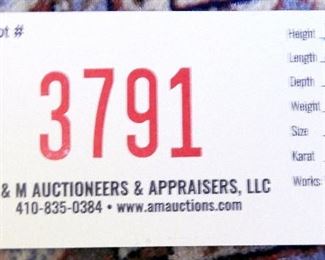 ot #
3791
& M AUCTIONEERS & APPRAISERS, LLC
410-835-0384 • www.amauctions.com
Height
Length
Depth
Weight
Size
Karat
Works: